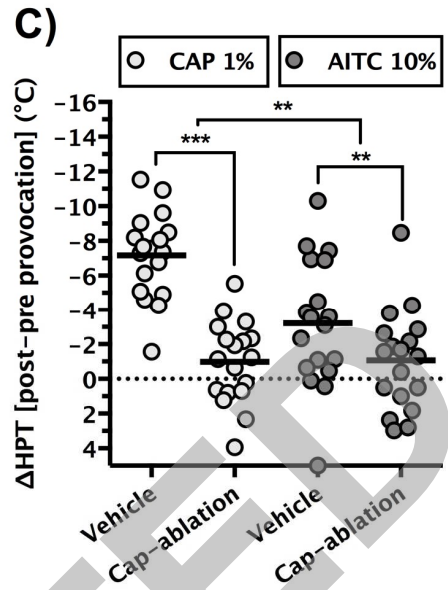 C)
CAP 1% AITC 10%
ΔHPT [post-pre provocation] (°C)
-16
-14
-12
-10
-8
-6
-4
-2
0
2
4
**
***
**
Vehicle
Cap-ablation
Vehicle
Cap-ablation